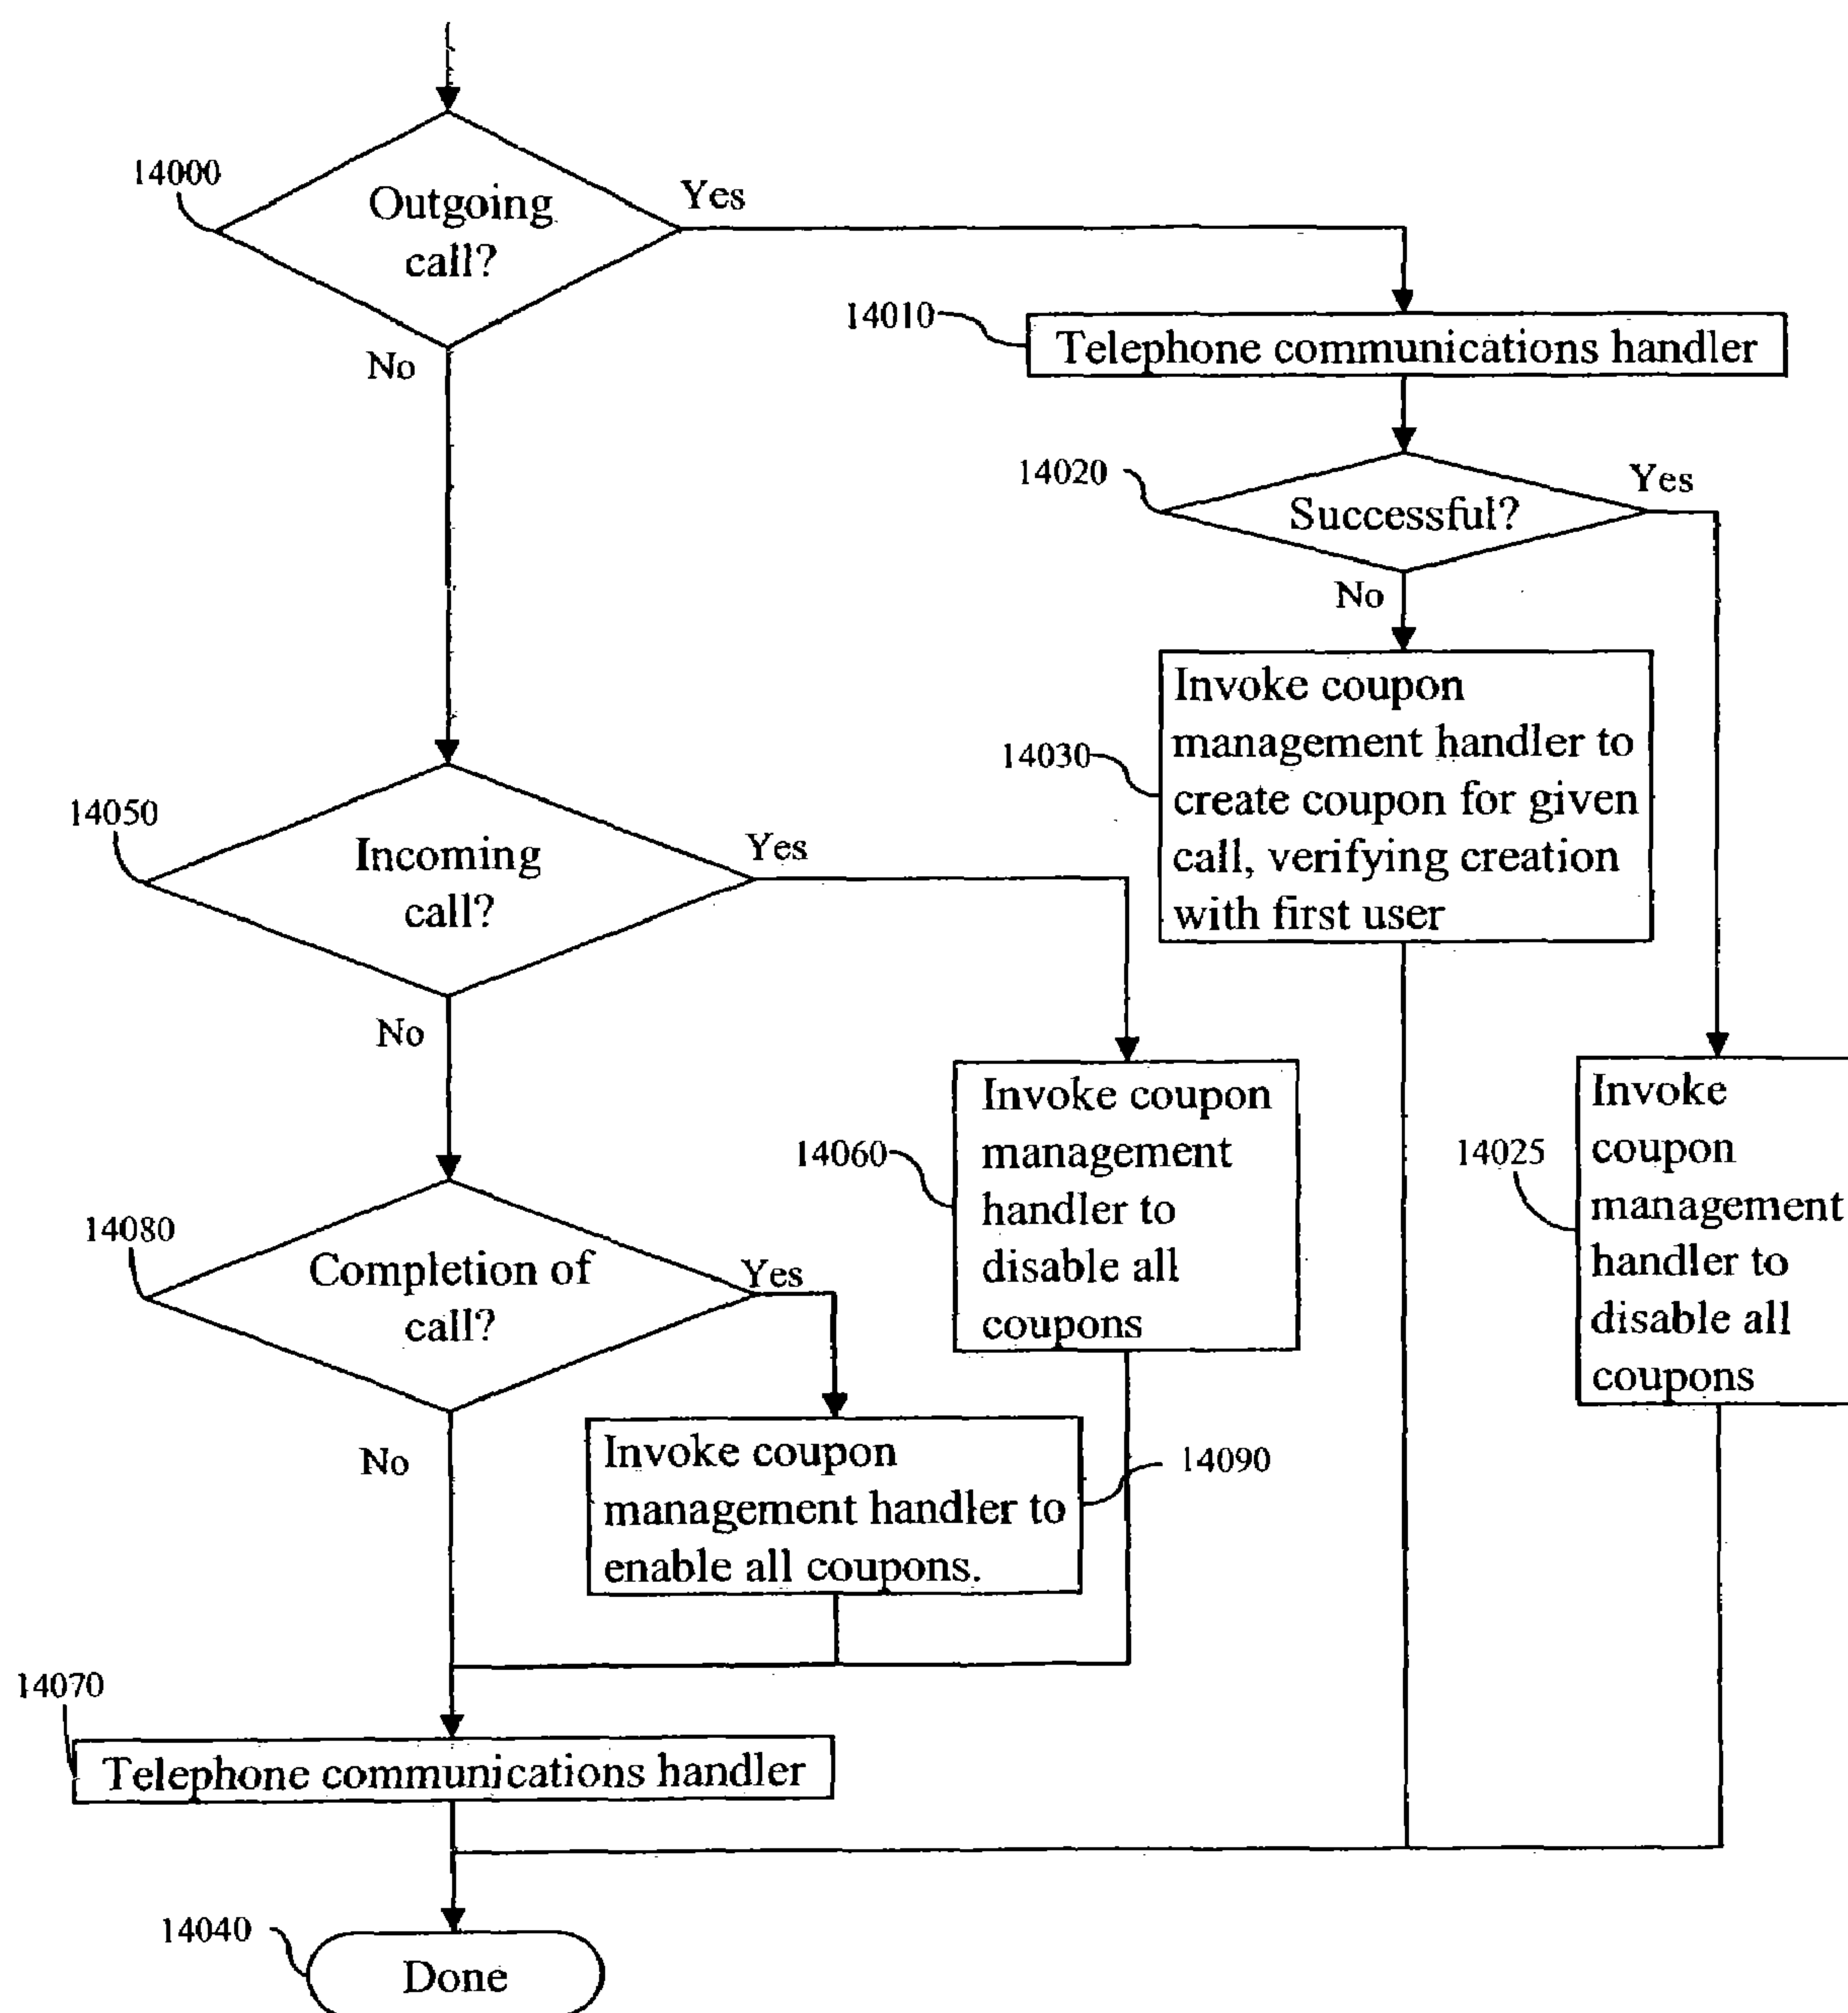 14000
Outgoing
call?
Yes
No
14010
Telephone communications handler
14020
Successful?
Yes
No
14030
Invoke coupon
management handler to
create coupon for given
call, verifying creation
with first user
14050
Incoming
call?
Yes
No
14060
Invoke coupon
management
handler to
disable all
coupons
14025
Invoke
coupon
management
handler to
disable all
coupons
14080
Completion of
call?
Yes
No
Invoke coupon
management handler to
enable all coupons.
14090
14070
Telephone communications handler
14040
Done